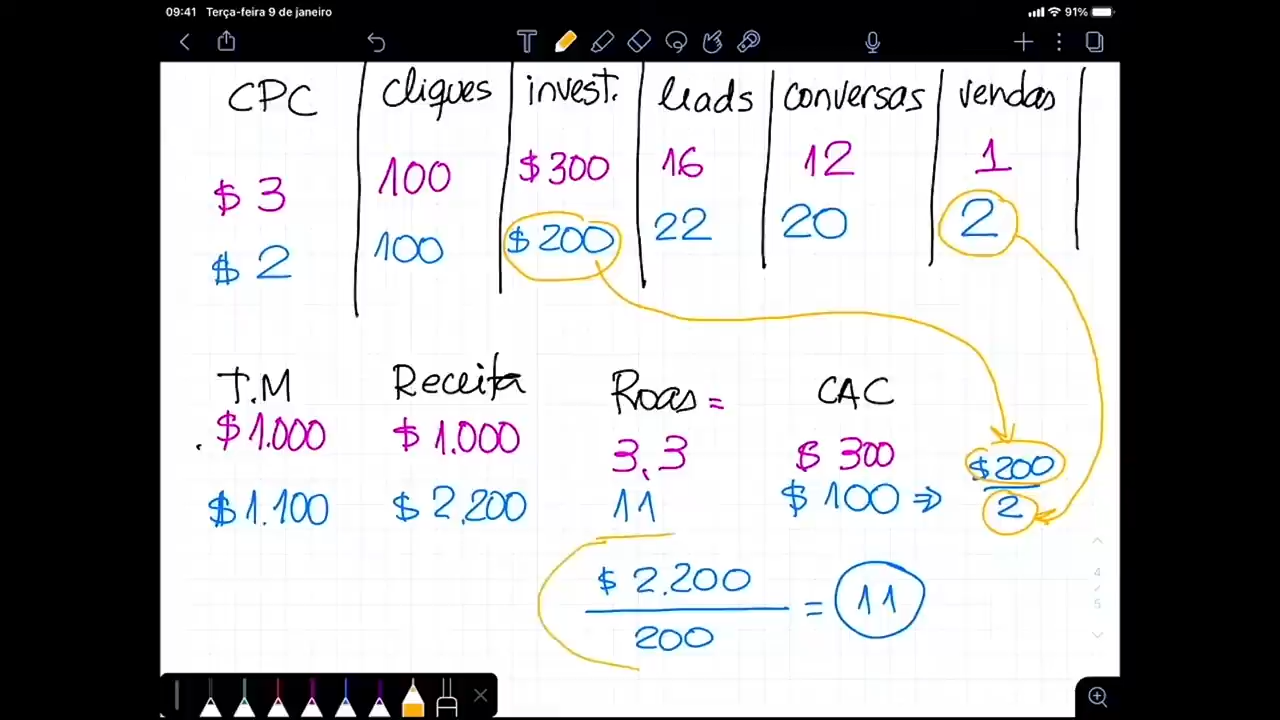 09:41 Terça-feira 9 de janeiro 91%
CPC cliques invest. leads conversas vendas
$ 3 100 $300 16 12 1
$ 2 100 $200 22 20 2
T.M Receita Roas = CAC
$1.000 $1.000 3,3 $ 300
$1.100 $2.200 11 $100 ⇒ $200
2
$ 2.200
200
= 11
4
5